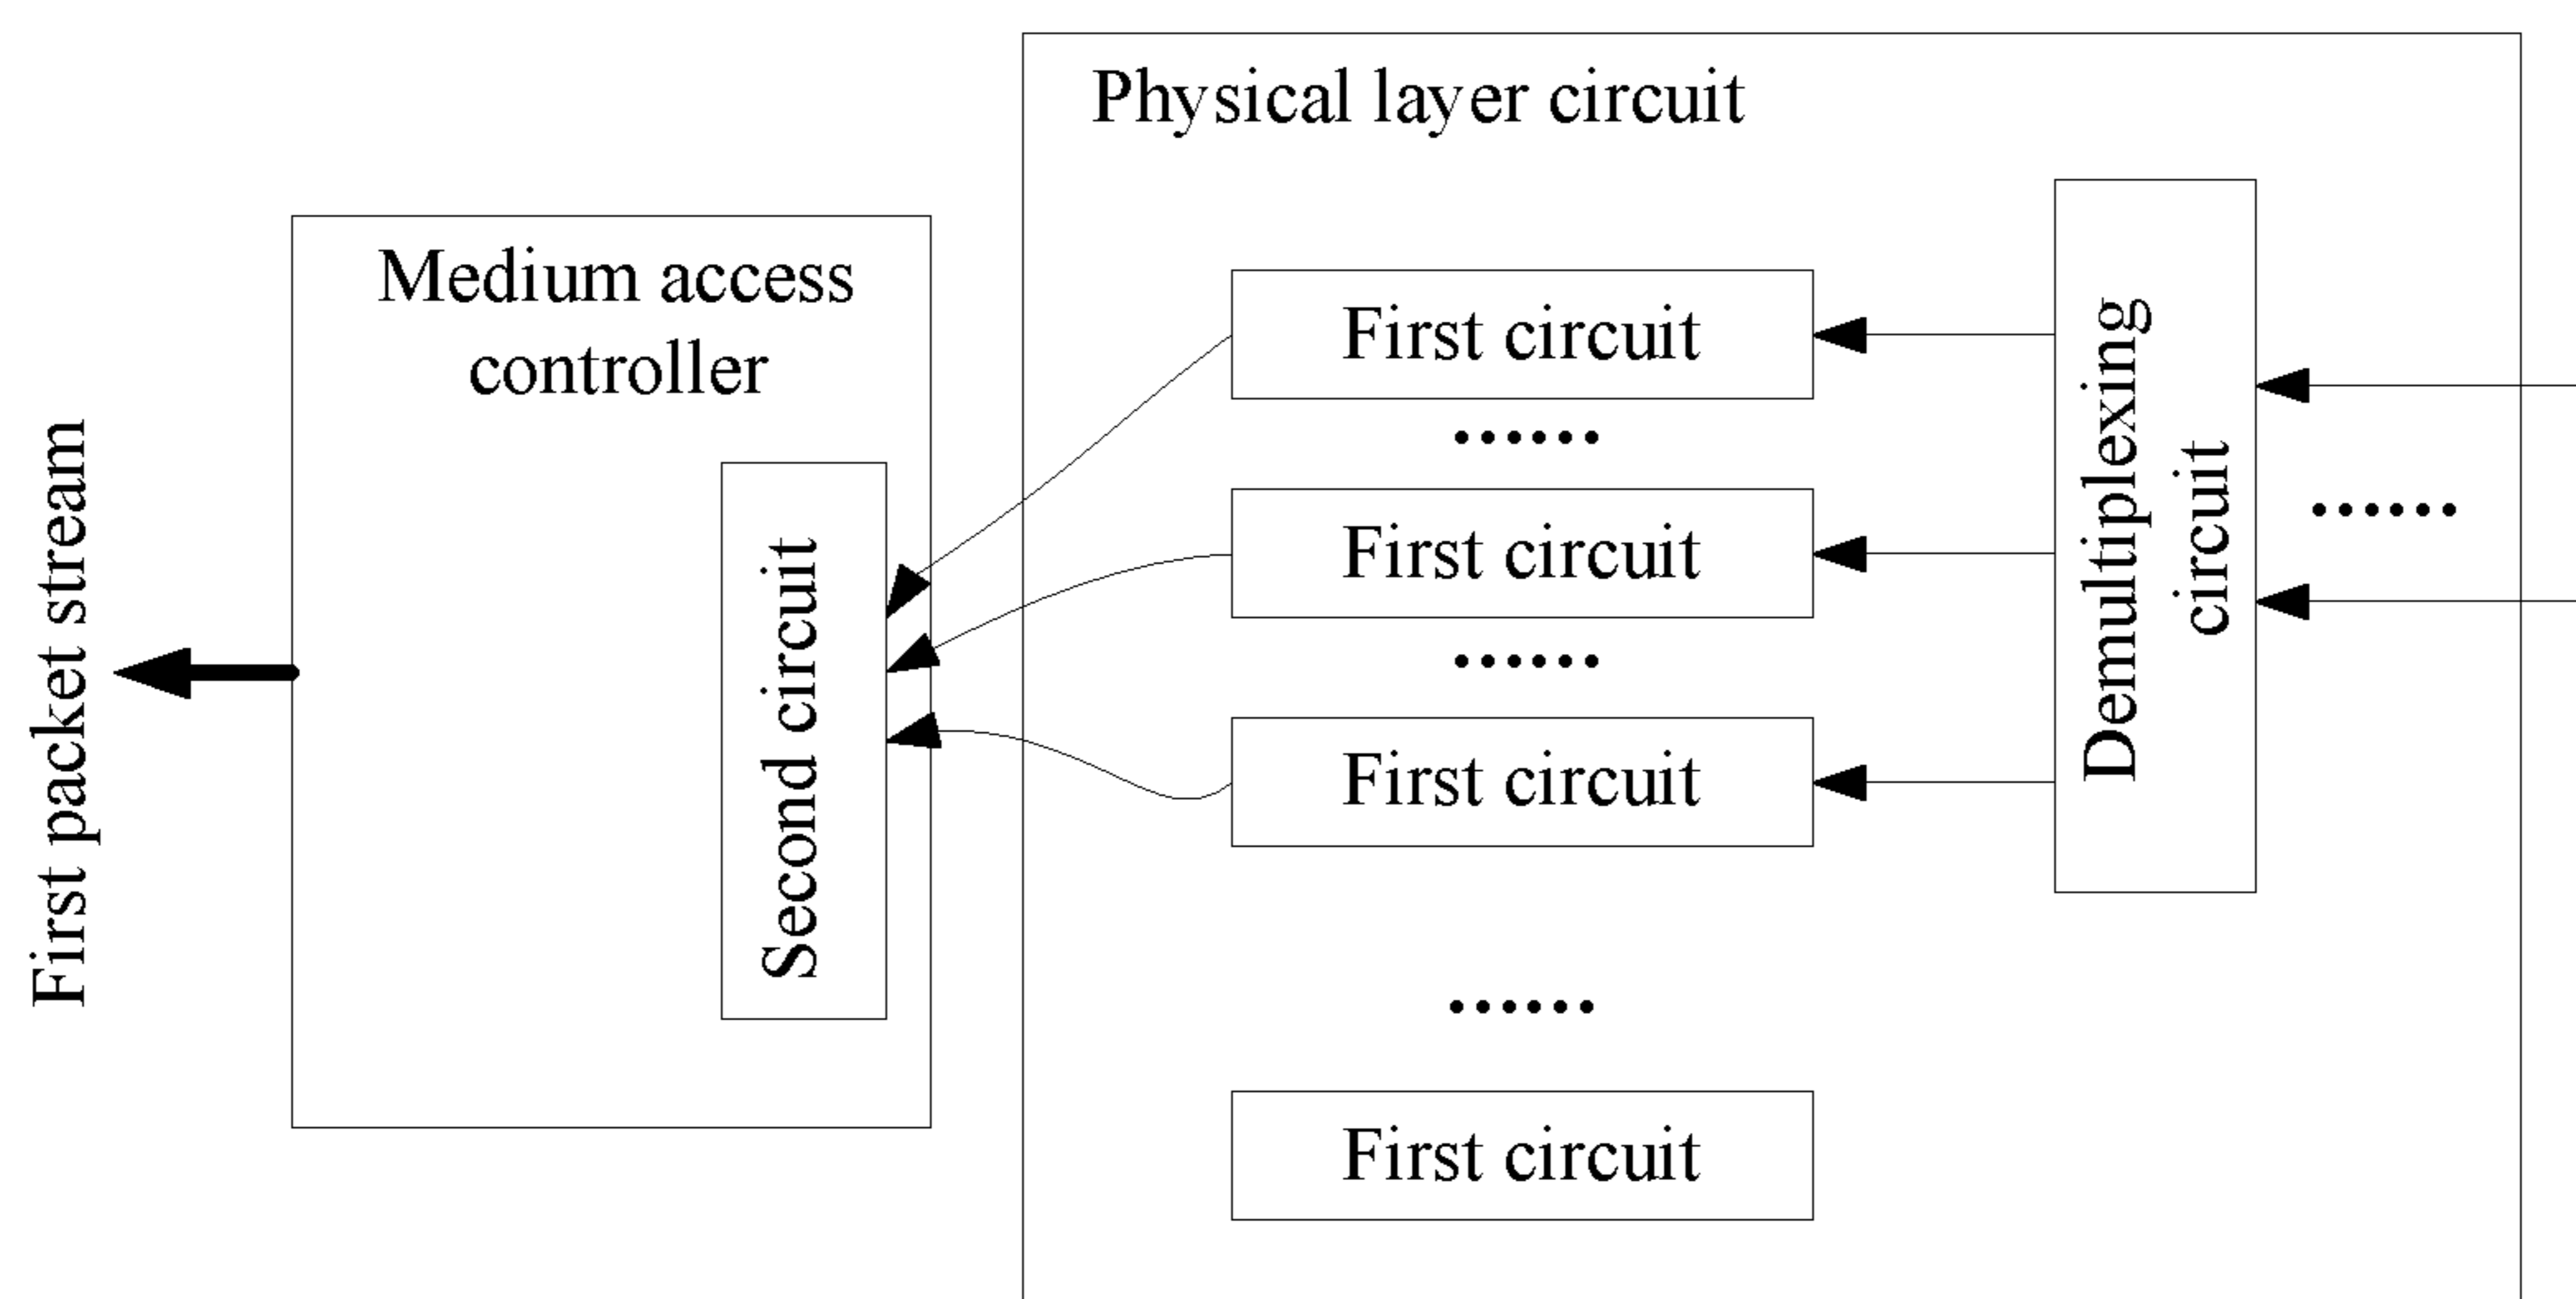 Physical layer circuit
Medium access
controller
First circuit
......
First circuit
......
First circuit
......
First circuit
Demultiplexing
circuit
......
Second circuit
First packet stream